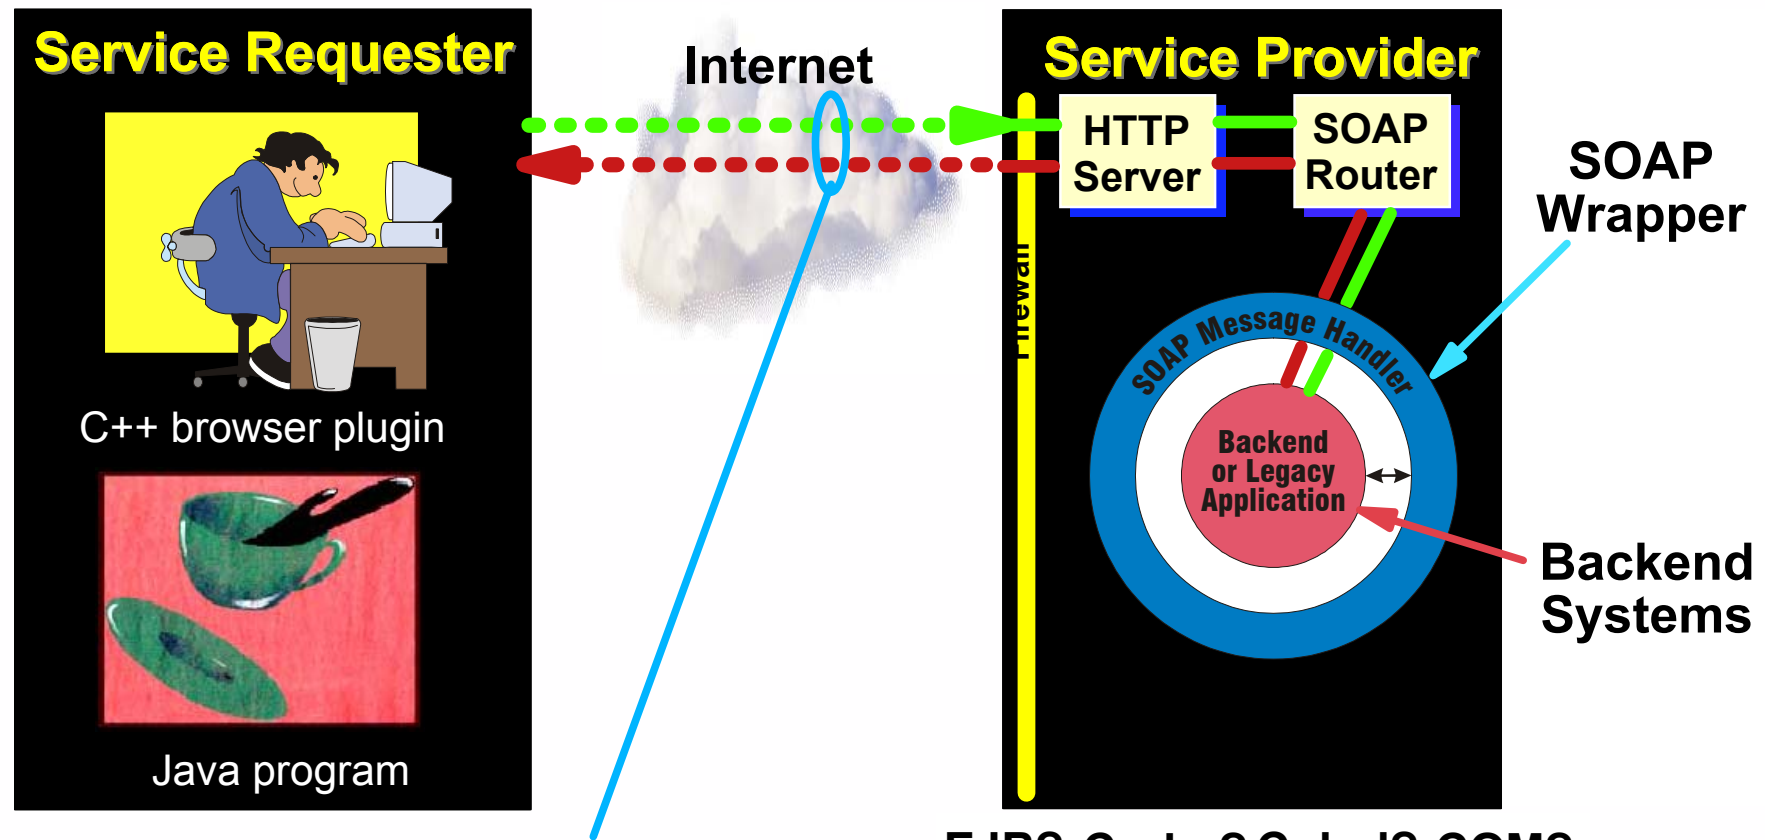 Service Requester
C++ browser plugin
Java program
Internet
Service Provider
HTTP
Server
SOAP
Router
Firewall
SOAP Message Handler
Backend
or Legacy
Application
SOAP
Wrapper
Backend
Systems